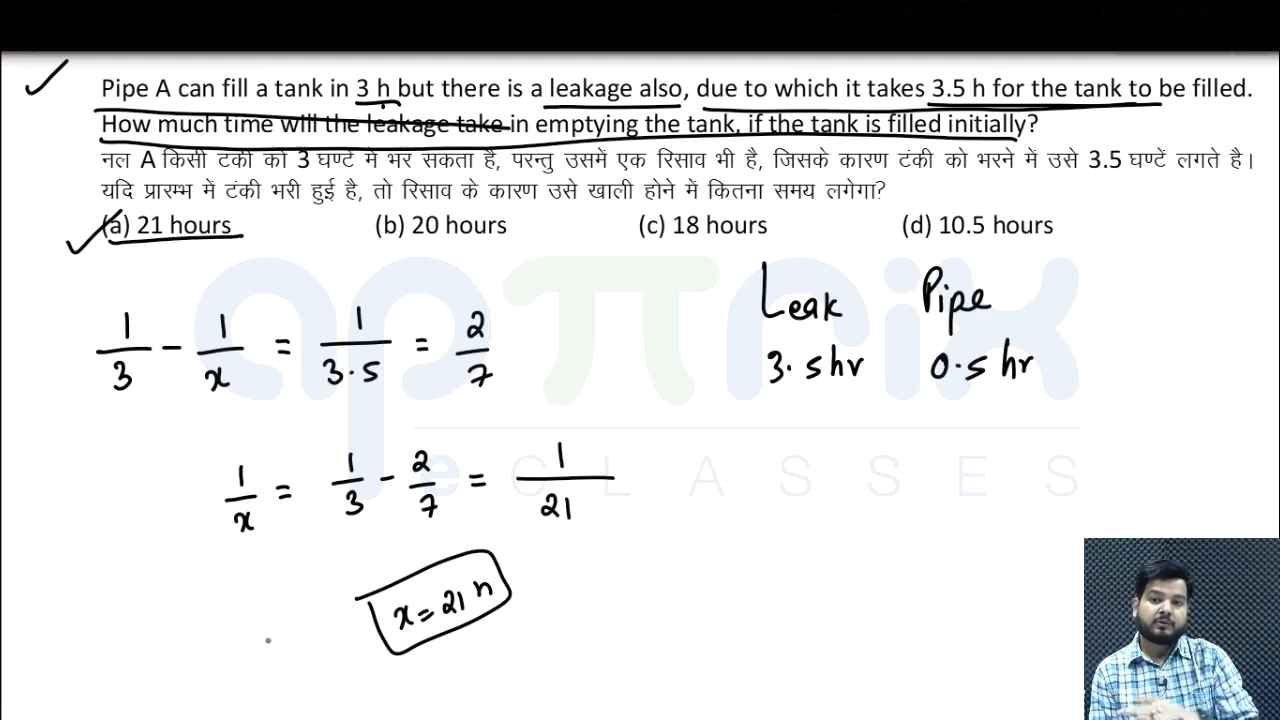 Pipe A can fill a tank in 3 h but there is a leakage also, due to which it takes 3.5 h for the tank to be filled.
How much time will the leakage take in emptying the tank, if the tank is filled initially?
नल A किसी टंकी को 3 घण्टे मे भर सकता है, परन्तु उसमें एक रिसाव भी है, जिसके कारण टंकी को भरने में उसे 3.5 घण्टें लगते है।
यदि प्रारम्भ में टंकी भरी हुई है, तो रिसाव के कारण उसे खाली होने में कितना समय लगेगा?
(a) 21 hours (b) 20 hours (c) 18 hours (d) 10.5 hours
Leak Pipe
3.5 hr 0.5 hr
1/3 - 1/x = 1/3.5 = 2/7
1/x = 1/3 - 2/7 = 1/21
x = 21 h
apπrix
e CLASSES